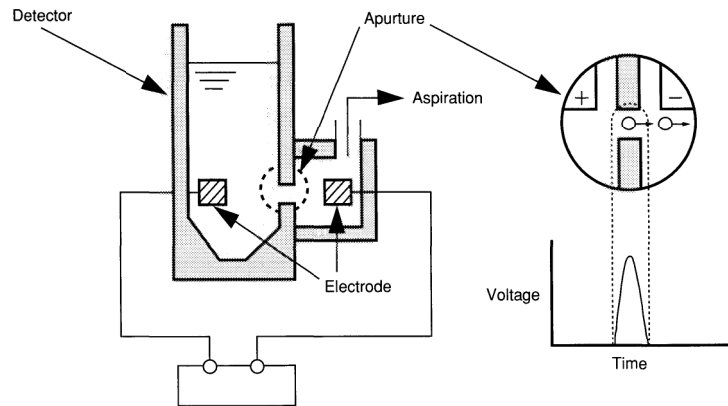 Detector
Apurture
Aspiration
+
−
Electrode
Voltage
Time